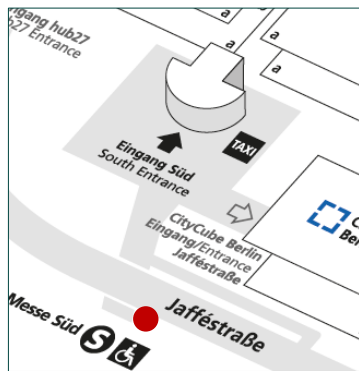 Eingang hub27
hub27 Entrance
a
a
a
a
TAXI
Eingang Süd
South Entrance
CityCube Berlin
Eingang/Entrance
Jafféstraße
Jafféstraße
Messe Süd S